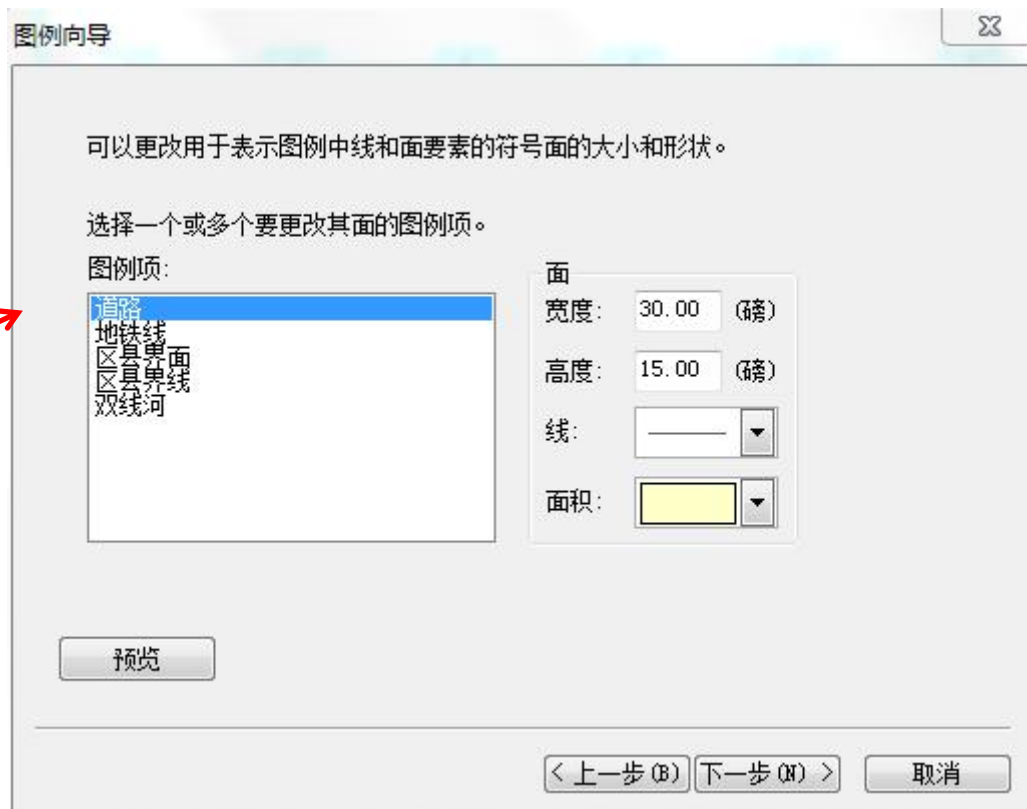 图例向导
可以更改用于表示图例中线和面要素的符号面的大小和形状。
选择一个或多个要更改其面的图例项。
图例项:
道路
地铁线
区县界面
区县界线
双线河
面
宽度: 30.00 (磅)
高度: 15.00 (磅)
线:
面积:
预览
< 上一步(B) 下一步(N) > 取消